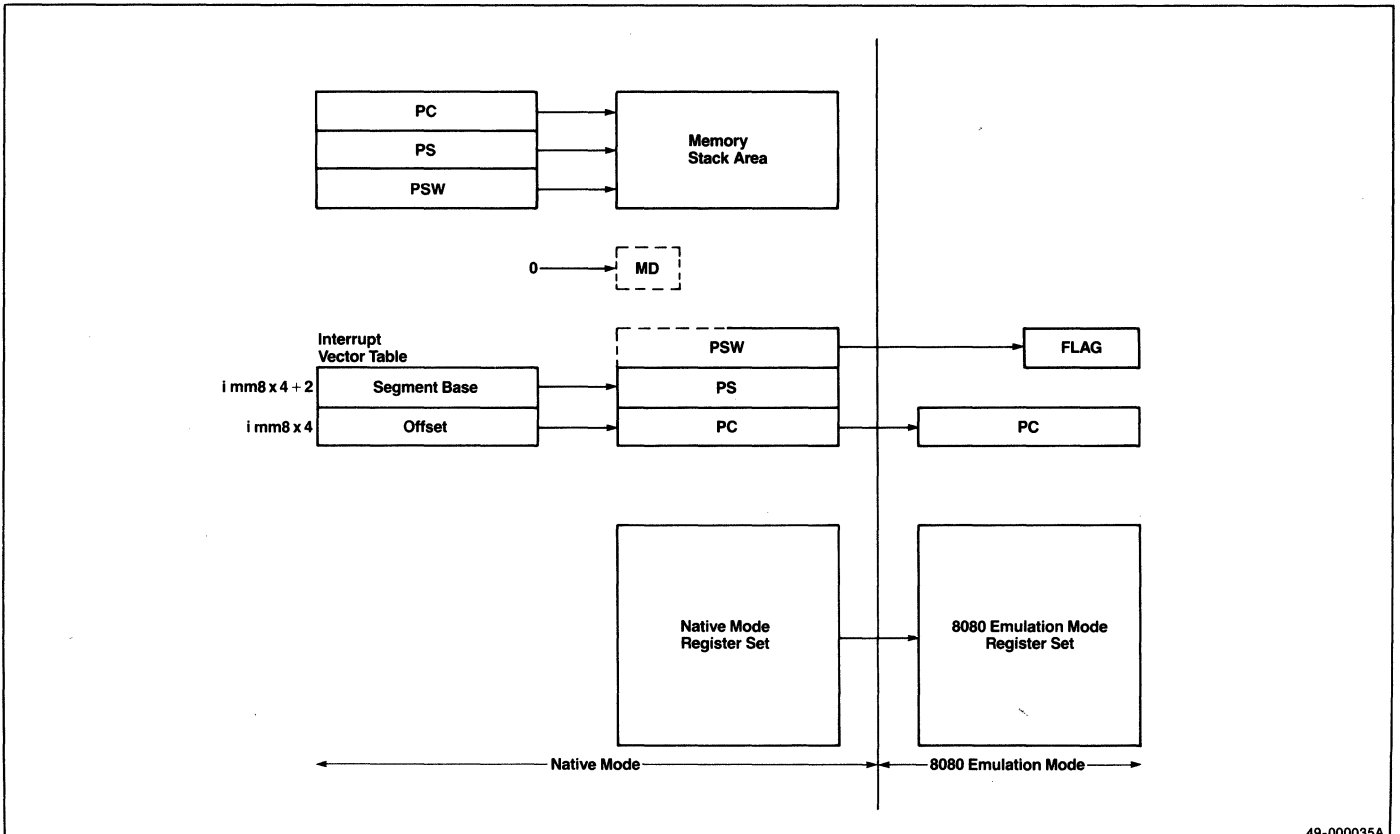 PC
PS
PSW
Memory
Stack Area
0
MD
Interrupt
Vector Table
PSW
FLAG
i mm8 x 4 + 2
Segment Base
PS
i mm8 x 4
Offset
PC
PC
Native Mode
Register Set
8080 Emulation Mode
Register Set
Native Mode
8080 Emulation Mode
49-000035A